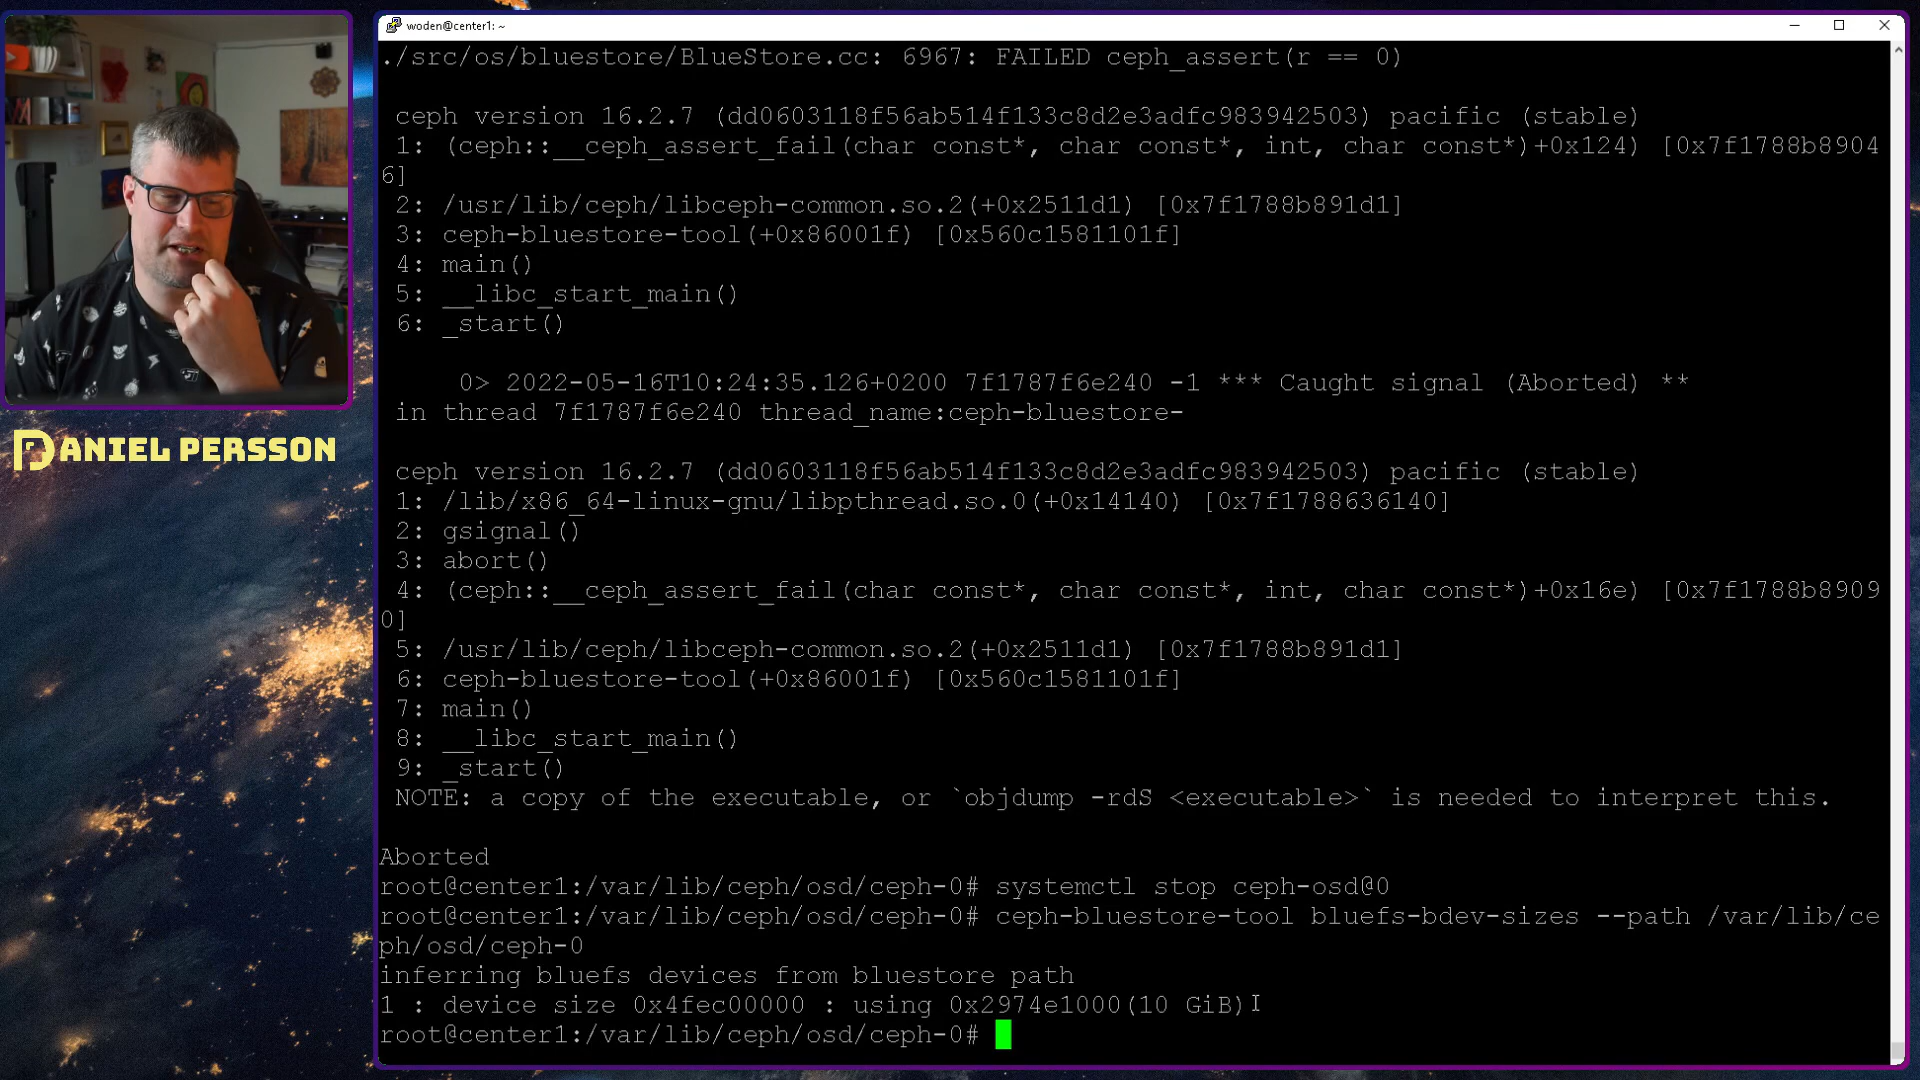 woden@center1: ~
./src/os/bluestore/BlueStore.cc: 6967: FAILED ceph_assert(r == 0)
ceph version 16.2.7 (dd0603118f56ab514f133c8d2e3adfc983942503) pacific (stable)
1: (ceph::__ceph_assert_fail(char const*, char const*, int, char const*)+0x124) [0x7f1788b8904
6]
2: /usr/lib/ceph/libceph-common.so.2(+0x2511d1) [0x7f1788b891d1]
3: ceph-bluestore-tool(+0x86001f) [0x560c1581101f]
4: main()
5: __libc_start_main()
6: _start()
0> 2022-05-16T10:24:35.126+0200 7f1787f6e240 -1 *** Caught signal (Aborted) **
in thread 7f1787f6e240 thread_name:ceph-bluestore-
ceph version 16.2.7 (dd0603118f56ab514f133c8d2e3adfc983942503) pacific (stable)
1: /lib/x86_64-linux-gnu/libpthread.so.0(+0x14140) [0x7f1788636140]
2: gsignal()
3: abort()
4: (ceph::__ceph_assert_fail(char const*, char const*, int, char const*)+0x16e) [0x7f1788b8909
0]
5: /usr/lib/ceph/libceph-common.so.2(+0x2511d1) [0x7f1788b891d1]
6: ceph-bluestore-tool(+0x86001f) [0x560c1581101f]
7: main()
8: __libc_start_main()
9: _start()
NOTE: a copy of the executable, or `objdump -rdS <executable>` is needed to interpret this.
Aborted
root@center1:/var/lib/ceph/osd/ceph-0# systemctl stop ceph-osd@0
root@center1:/var/lib/ceph/osd/ceph-0# ceph-bluestore-tool bluefs-bdev-sizes --path /var/lib/ce
ph/osd/ceph-0
inferring bluefs devices from bluestore path
1 : device size 0x4fec00000 : using 0x2974e1000(10 GiB)
root@center1:/var/lib/ceph/osd/ceph-0#
DANIEL PERSSON